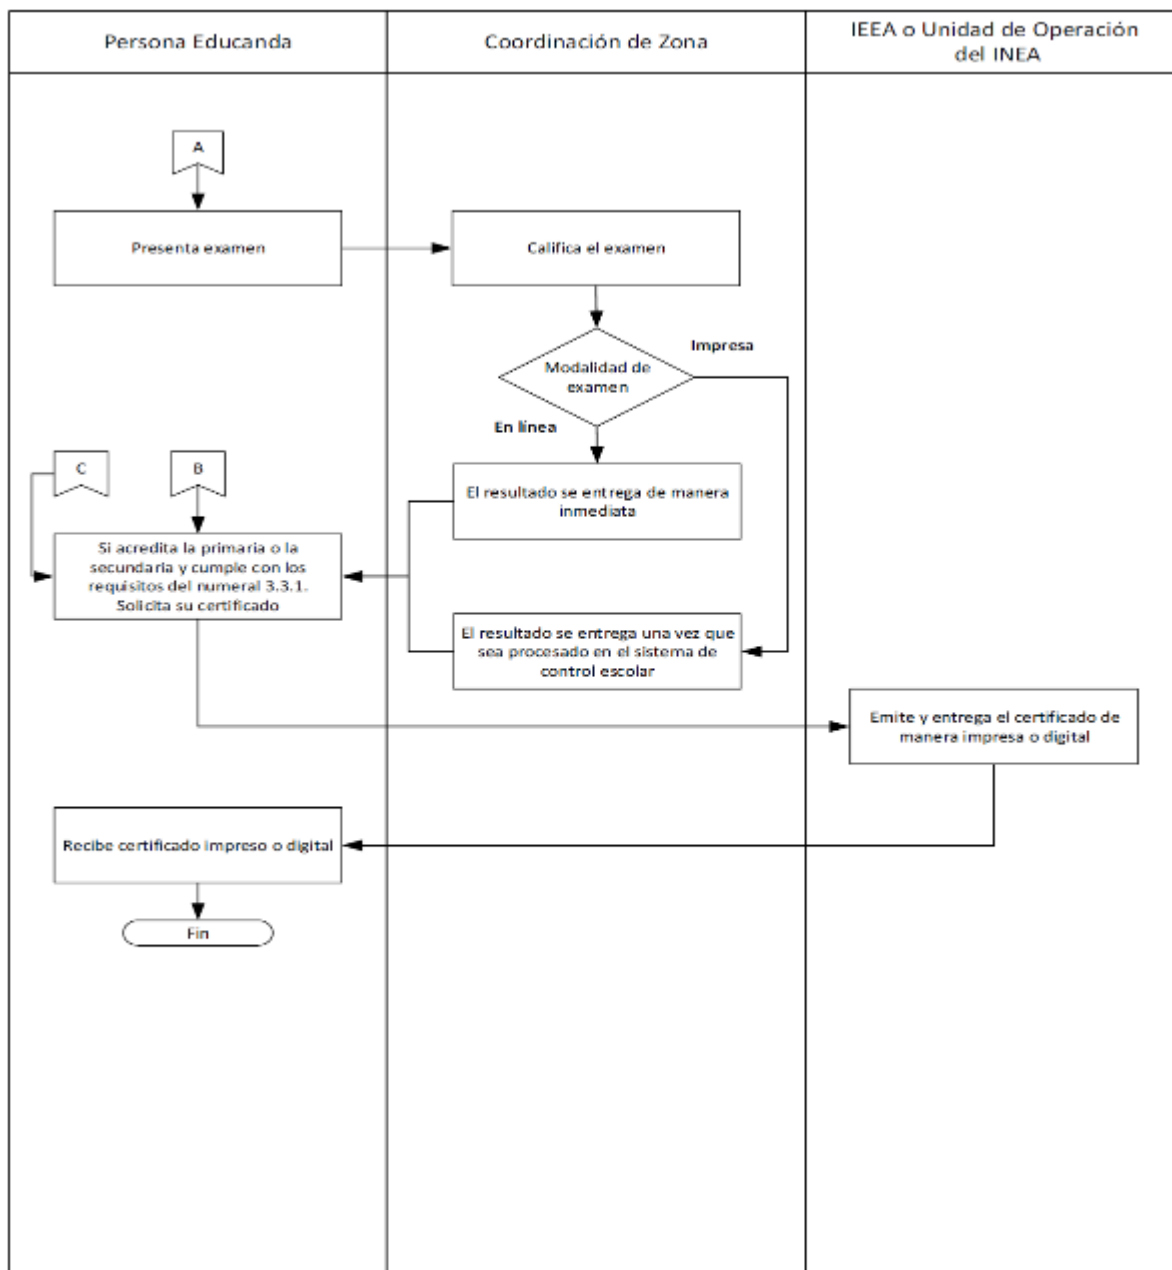 Persona Educanda
Coordinación de Zona
IEEA o Unidad de Operación
del INEA
A
Presenta examen
Califica el examen
Modalidad de
examen
Impresa
En línea
El resultado se entrega de manera
inmediata
C
B
Si acredita la primaria o la
secundaria y cumple con los
requisitos del numeral 3.3.1.
Solicita su certificado
El resultado se entrega una vez que
sea procesado en el sistema de
control escolar
Emite y entrega el certificado de
manera impresa o digital
Recibe certificado impreso o digital
Fin